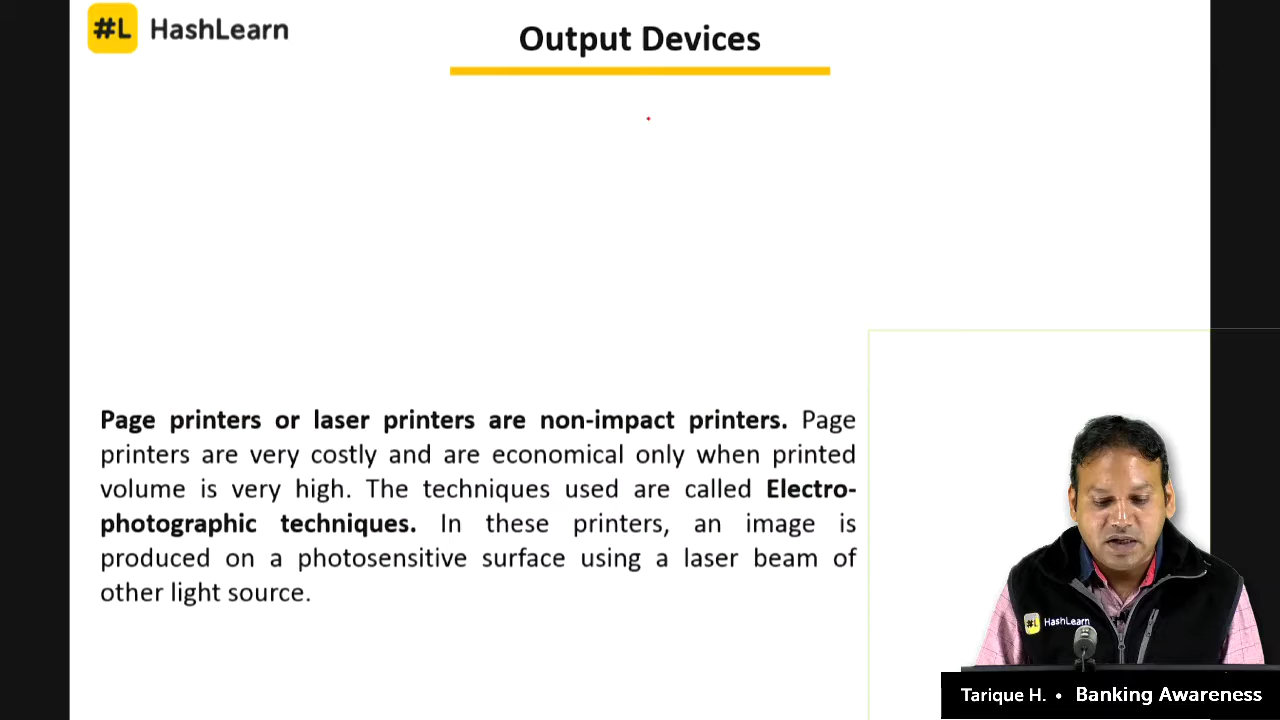 #L HashLearn
Output Devices
Page printers or laser printers are non-impact printers. Page
printers are very costly and are economical only when printed
volume is very high. The techniques used are called Electro-
photographic techniques. In these printers, an image is
produced on a photosensitive surface using a laser beam of
other light source.
#L HashLearn
Tarique H. • Banking Awareness